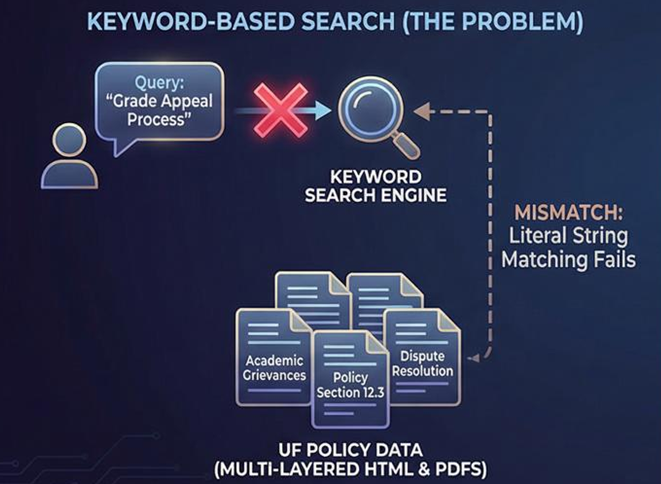 KEYWORD-BASED SEARCH (THE PROBLEM)
Query:
"Grade Appeal
Process"
KEYWORD
SEARCH ENGINE
MISMATCH:
Literal String
Matching Fails
Academic
Grievances
Policy
Section 12.3
Dispute
Resolution
UF POLICY DATA
(MULTI-LAYERED HTML & PDFS)